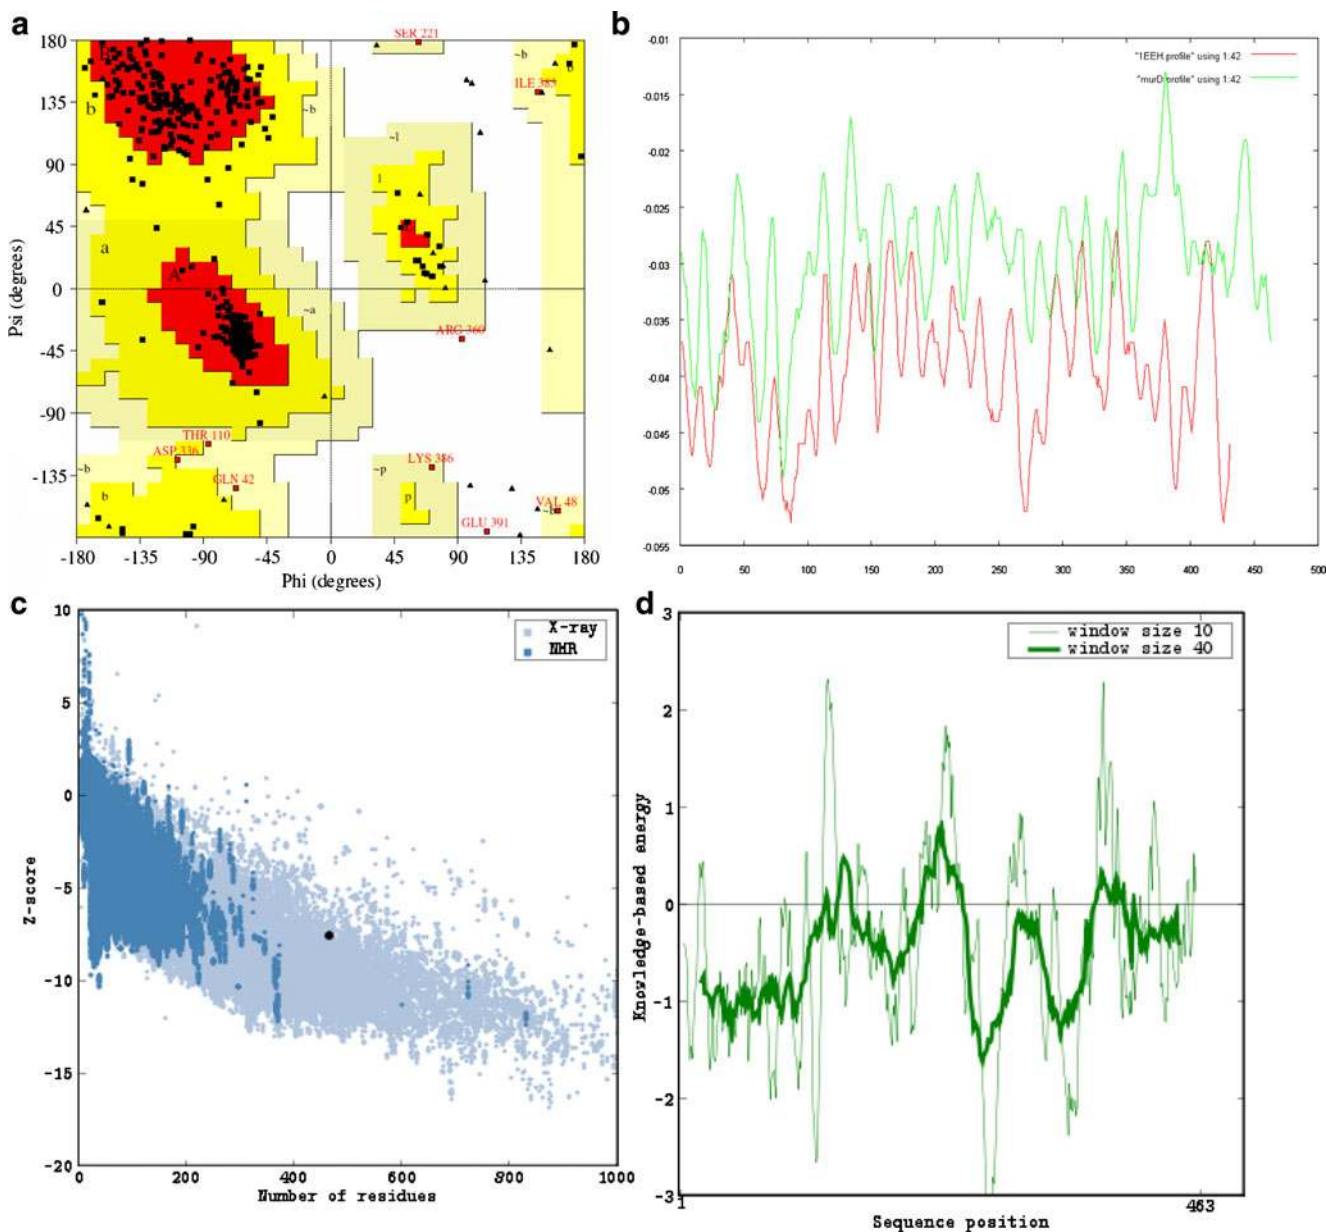 a
SER 221
180
B
~b
b
ILE 385
135
b
~b
~l
90
l
45
a
A
0
~a
ARG 360
-45
-90
THR 110
ASP 336
~b
GLN 42
LYS 386
-135
~p
b
p
VAL 48
~b
GLU 391
-180 -135 -90 -45 0 45 90 135 180
Psi (degrees)
Phi (degrees)
b
-0.01
"1EEH.profile" using 1:42
"murD.profile" using 1:42
-0.015
-0.02
-0.025
-0.03
-0.035
-0.04
-0.045
-0.05
-0.055
0 50 100 150 200 250 300 350 400 450 500
c
10
X-ray
NMR
5
0
-5
-10
-15
-20
0 200 400 600 800 1000
Z-score
Number of residues
d
3
window size 10
window size 40
2
1
0
-1
-2
-3
1 463
Knowledge-based energy
Sequence position